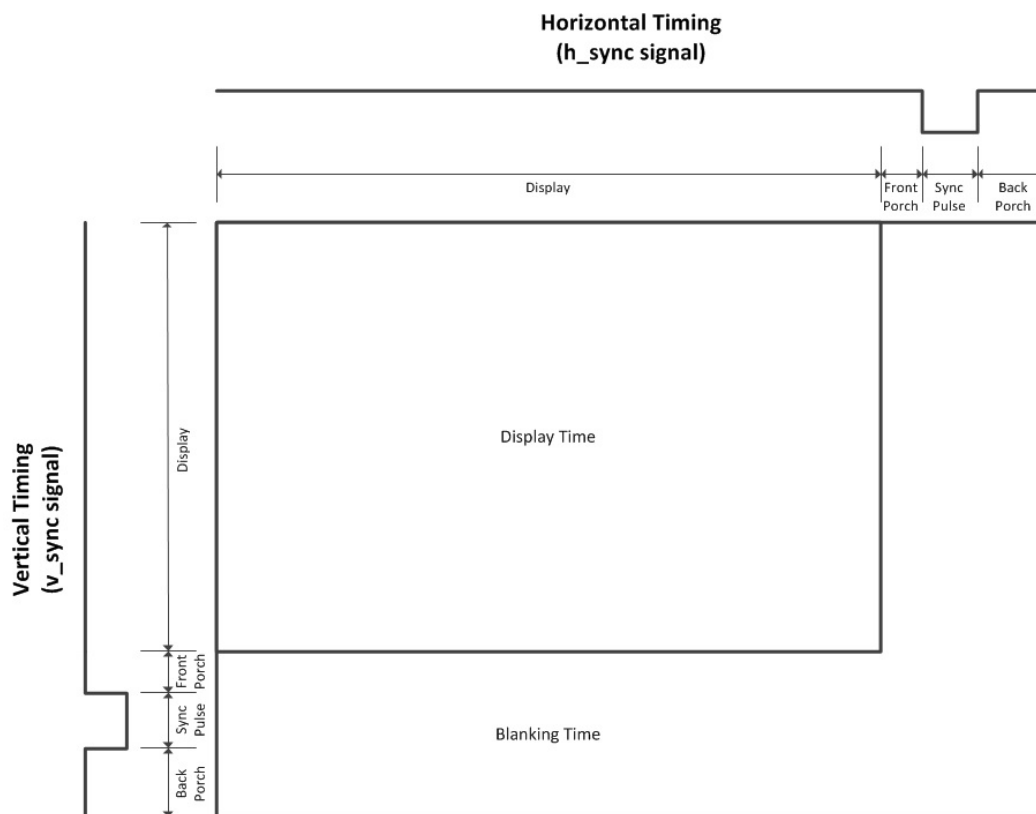 Horizontal Timing
(h_sync signal)
Display
Front
Porch
Sync
Pulse
Back
Porch
Vertical Timing
(v_sync signal)
Display
Display Time
Front
Porch
Sync
Pulse
Blanking Time
Back
Porch